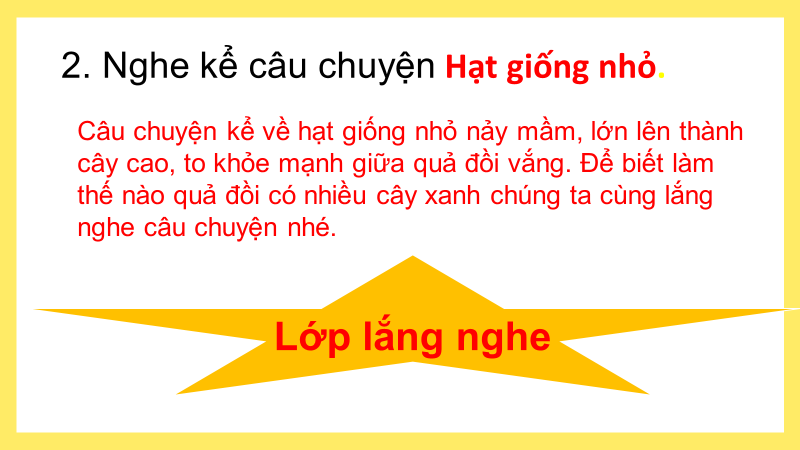 2. Nghe kể câu chuyện Hạt giống nhỏ.
Câu chuyện kể về hạt giống nhỏ nảy mầm, lớn lên thành
cây cao, to khỏe mạnh giữa quả đồi vắng. Để biết làm
thế nào quả đồi có nhiều cây xanh chúng ta cùng lắng
nghe câu chuyện nhé.
Lớp lắng nghe